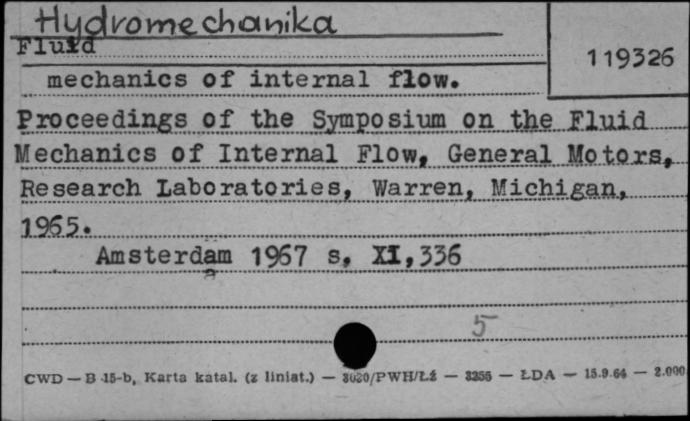 Hydromechanika
Fluid
119326
mechanics of internal flow.
Proceedings of the Symposium on the Fluid
Mechanics of Internal Flow, General Motors,
Research Laboratories, Warren, Michigan,
1965.
Amsterdam 1967 s. XI,336
5
CWD — B 15-b, Karta katal. (z liniat.) — 3020/PWH/Łź — 3256 — ŁDA — 15.9.64 — 2.000